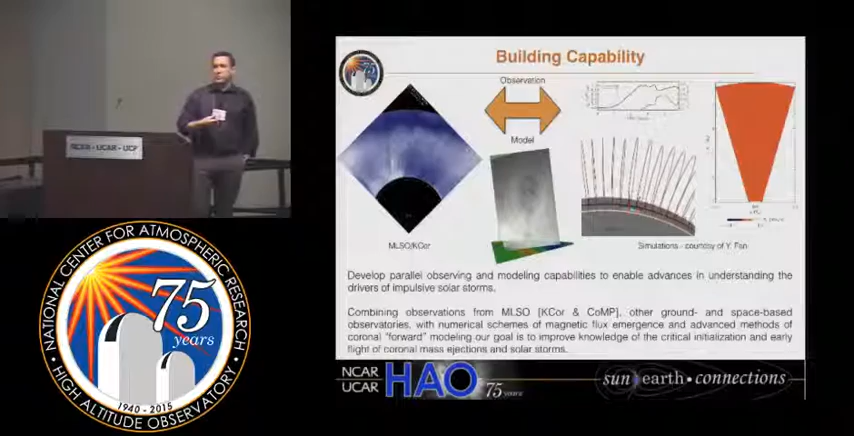 Building Capability
Observation
Model
MLSO/KCor
Simulations - courtesy of Y. Fan
Develop parallel observing and modeling capabilities to enable advances in understanding the
drivers of impulsive solar storms.
Combining observations from MLSO [KCor & CoMP], other ground- and space-based
observatories, with numerical schemes of magnetic flux emergence and advanced methods of
coronal "forward" modeling our goal is to improve knowledge of the critical initialization and early
flight of coronal mass ejections and solar storms.
NCAR
UCAR
HAO
75 years
sun earth • connections
NCAR - UCAR - UCP
NATIONAL CENTER FOR ATMOSPHERIC RESEARCH
75
years
1940 - 2015
HIGH ALTITUDE OBSERVATORY